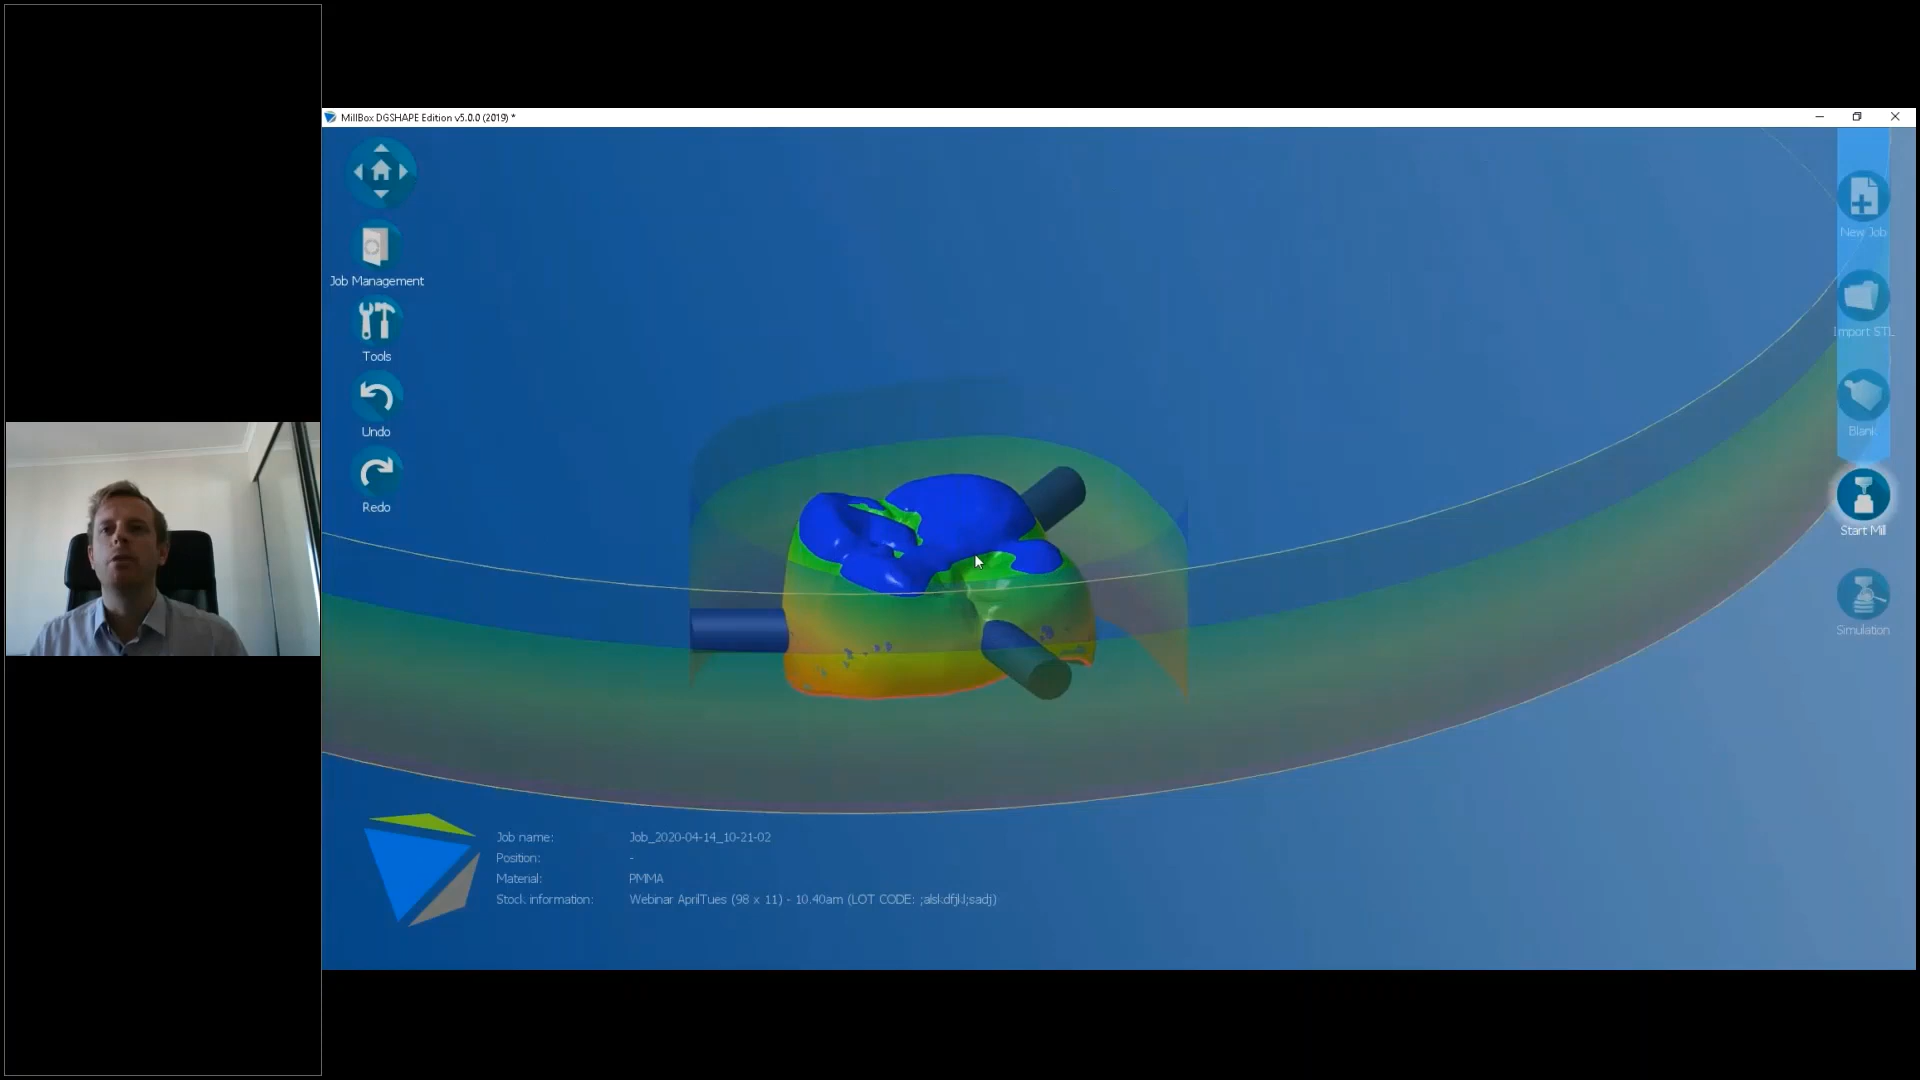 MillBox DGSHAPE Edition v5.0.0 (2019) *
Job Management
Tools
Undo
Redo
New Job
Import STL
Blank
Start Mill
Simulation
Job name: Job_2020-04-14_10-21-02
Position: -
Material: PMMA
Stock information: Webinar AprilTues (98 x 11) - 10.40am (LOT CODE: ;alskdfjkl;sadj)